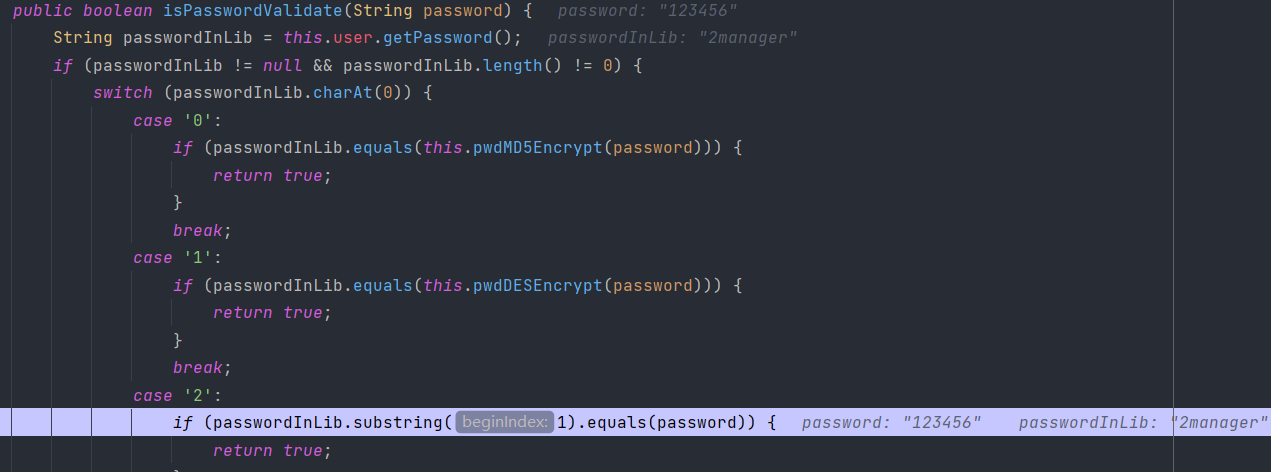 public boolean isPasswordValidate(String password) {   password: "123456"
    String passwordInLib = this.user.getPassword();   passwordInLib: "2manager"
    if (passwordInLib != null && passwordInLib.length() != 0) {
        switch (passwordInLib.charAt(0)) {
            case '0':
                if (passwordInLib.equals(this.pwdMD5Encrypt(password))) {
                    return true;
                }
                break;
            case '1':
                if (passwordInLib.equals(this.pwdDESEncrypt(password))) {
                    return true;
                }
                break;
            case '2':
                if (passwordInLib.substring( beginIndex: 1).equals(password)) {   password: "123456"   passwordInLib: "2manager"
                    return true;